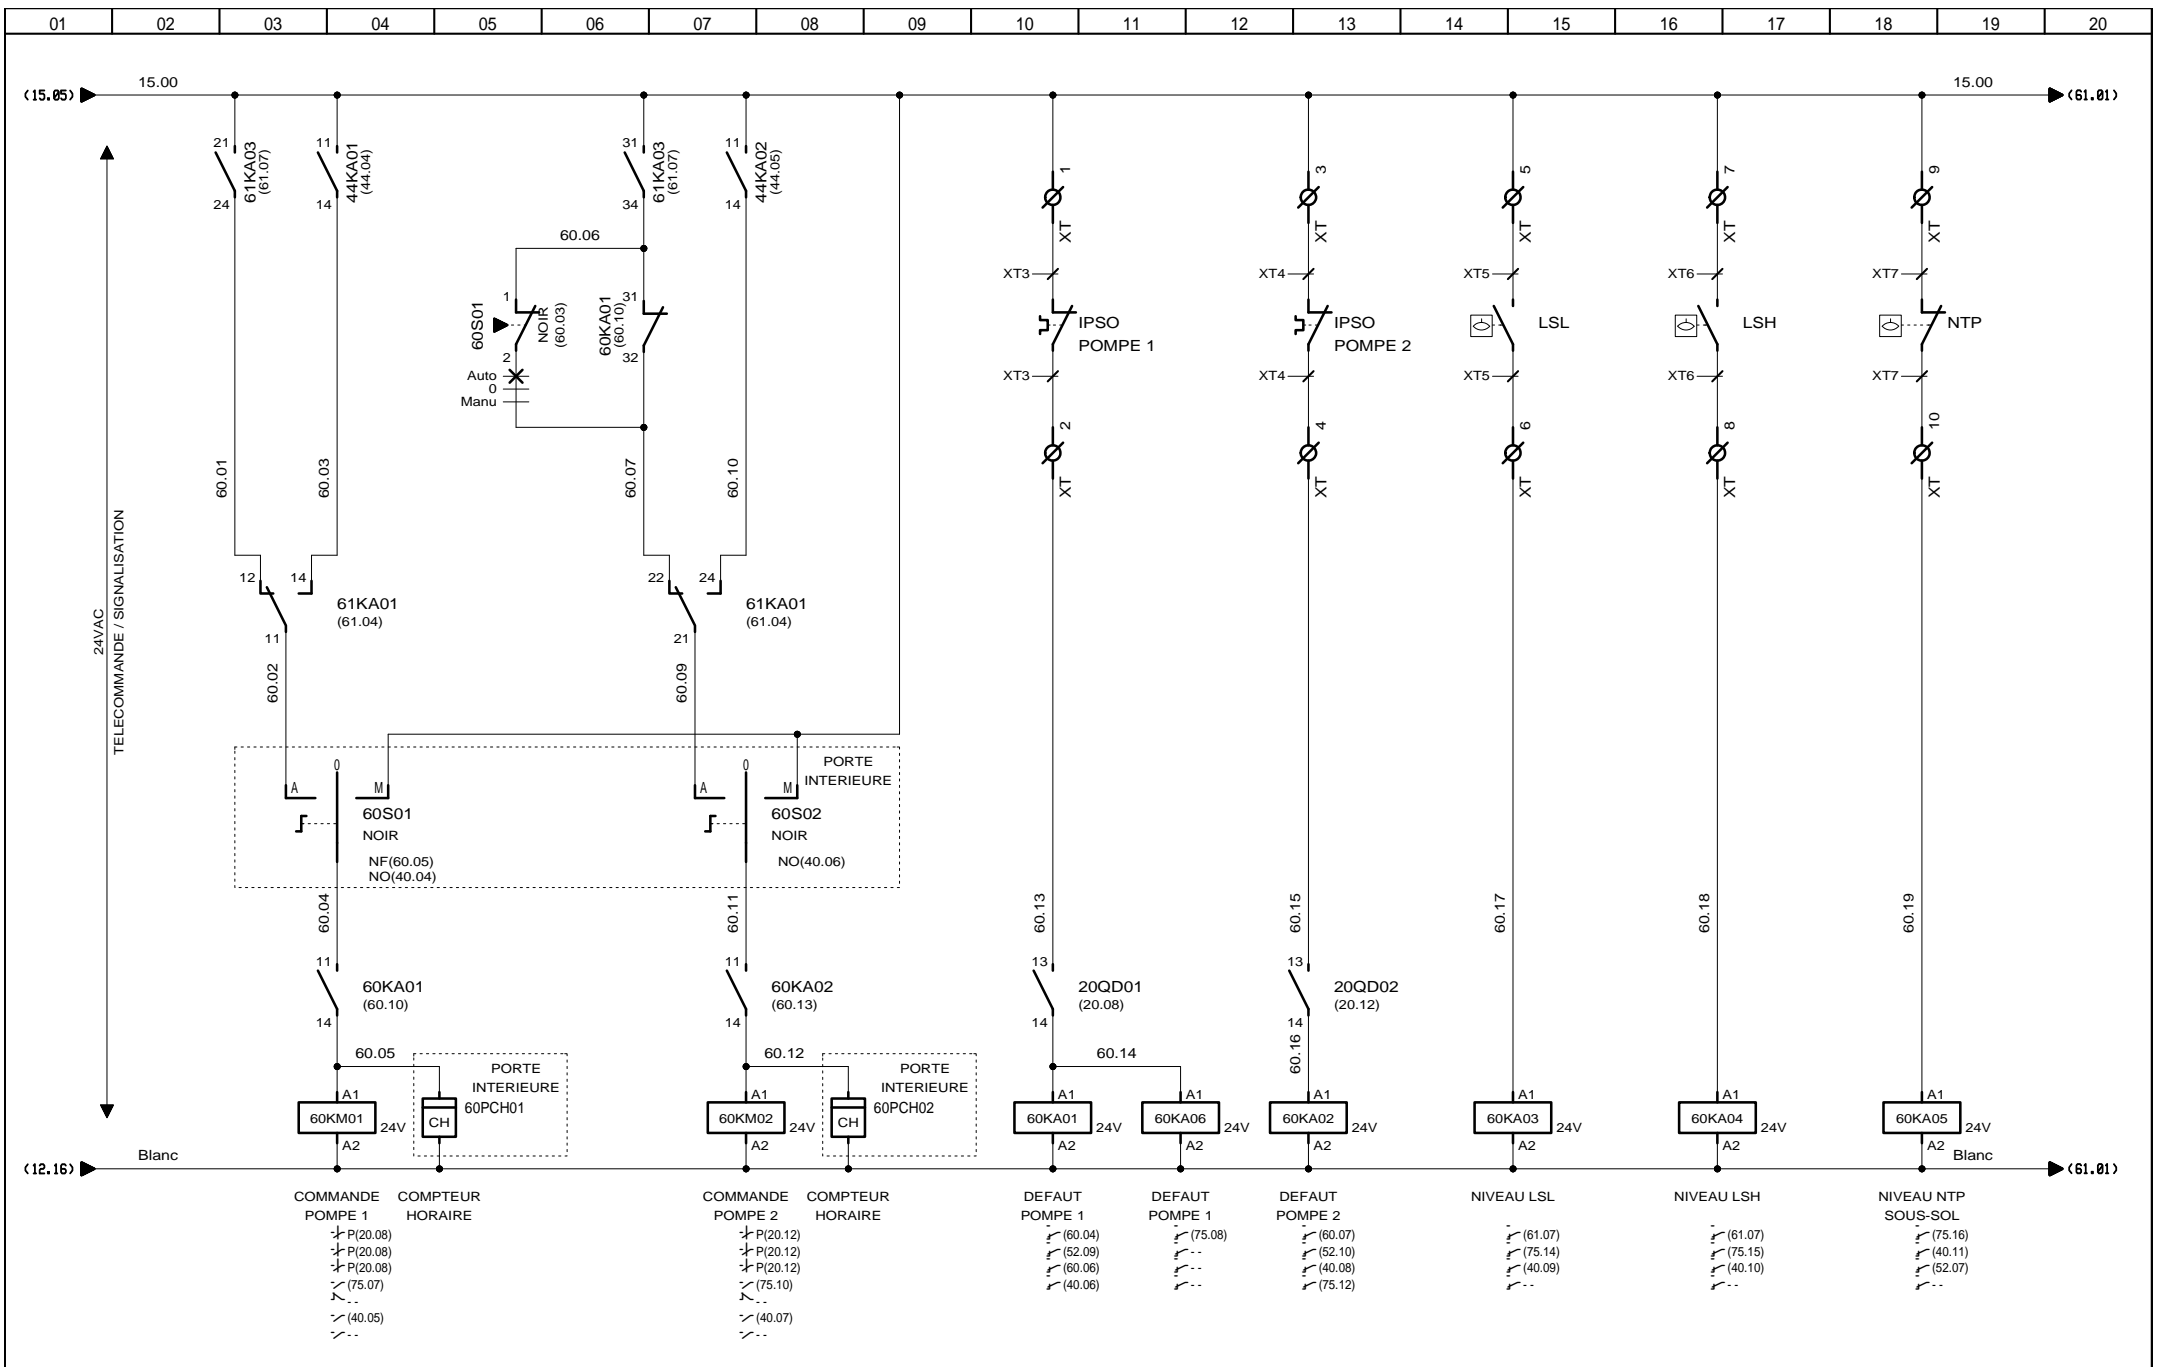 01 02 03 04 05 06 07 08 09 10 11 12 13 14 15 16 17 18 19 20
(15.05) 15.00 15.00 (61.01)
24VAC
TELECOMMANDE / SIGNALISATION
21 61KA03 (61.07) 24
11 44KA01 (44.04) 14
31 61KA03 (61.07) 34
11 44KA02 (44.05) 14
60.06
1 60S01 NOIR (60.03) 2
Auto
0
Manu
31 60KA01 (60.10) 32
60.01 60.03 60.07 60.10
12 14 11
61KA01
(61.04)
22 24 21
61KA01
(61.04)
60.02 60.09
PORTE
INTERIEURE
A 0 M
60S01
NOIR
NF(60.05)
NO(40.04)
A 0 M
60S02
NOIR
NO(40.06)
60.04 60.11
11 14
60KA01
(60.10)
11 14
60KA02
(60.13)
60.05
60.12
PORTE
INTERIEURE
60PCH01
CH
PORTE
INTERIEURE
60PCH02
CH
A1 60KM01 24V A2
A1 60KM02 24V A2
1 XT
XT3
IPSO
POMPE 1
XT3
2 XT
60.13
13 14
20QD01
(20.08)
60.14
A1 60KA01 24V A2
A1 60KA06 24V A2
3 XT
XT4
IPSO
POMPE 2
XT4
4 XT
60.15
13 14
20QD02
(20.12)
60.16
A1 60KA02 24V A2
5 XT
XT5
LSL
XT5
6 XT
60.17
A1 60KA03 24V A2
7 XT
XT6
LSH
XT6
8 XT
60.18
A1 60KA04 24V A2
9 XT
XT7
NTP
XT7
10 XT
60.19
A1 60KA05 24V A2
(12.16) Blanc Blanc (61.01)
COMMANDE
POMPE 1
P(20.08)
P(20.08)
P(20.08)
(75.07)
--
(40.05)
--
COMPTEUR
HORAIRE
COMMANDE
POMPE 2
P(20.12)
P(20.12)
P(20.12)
(75.10)
--
(40.07)
--
COMPTEUR
HORAIRE
DEFAUT
POMPE 1
(60.04)
(52.09)
(60.06)
(40.06)
DEFAUT
POMPE 1
(75.08)
--
--
--
DEFAUT
POMPE 2
(60.07)
(52.10)
(40.08)
(75.12)
NIVEAU LSL
(61.07)
(75.14)
(40.09)
--
NIVEAU LSH
(61.07)
(75.15)
(40.10)
--
NIVEAU NTP
SOUS-SOL
(75.16)
(40.11)
(52.07)
--